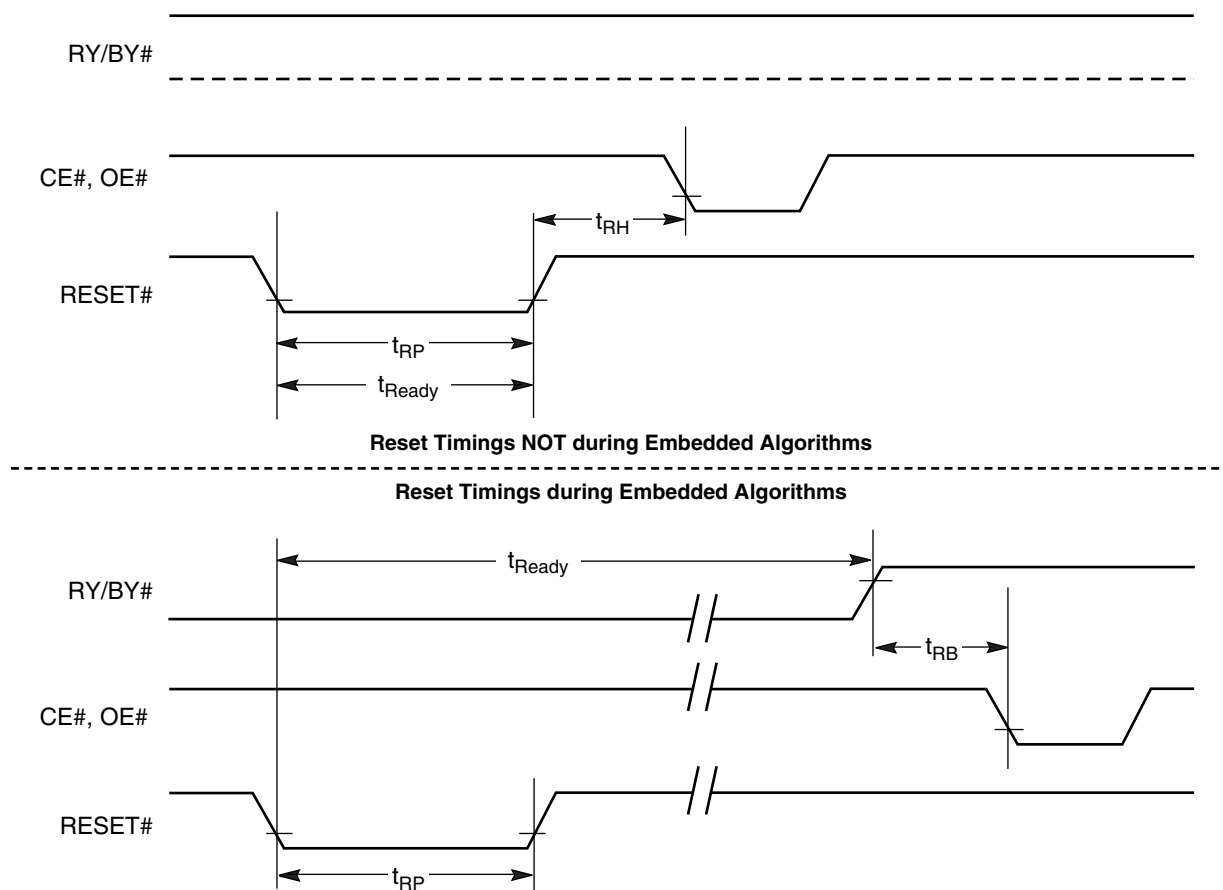 RY/BY#
CE#, OE#
tRH
RESET#
tRP
tReady
Reset Timings NOT during Embedded Algorithms
Reset Timings during Embedded Algorithms
tReady
RY/BY#
tRB
CE#, OE#
RESET#
tRP